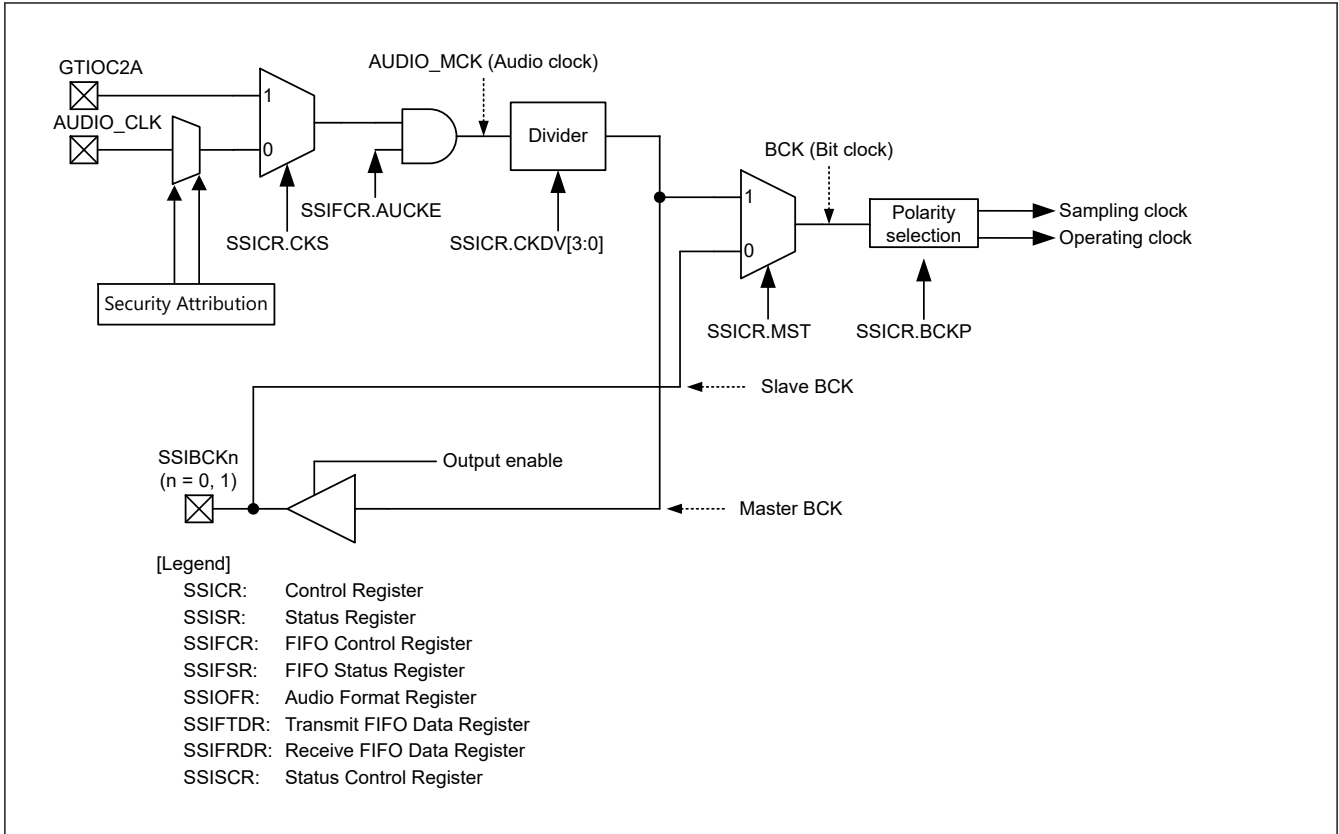 GTIOC2A
AUDIO_CLK
1
0
AUDIO_MCK (Audio clock)
Divider
SSIFCR.AUCKE
SSICR.CKS
SSICR.CKDV[3:0]
Security Attribution
BCK (Bit clock)
1
0
Polarity
selection
Sampling clock
Operating clock
SSICR.MST
SSICR.BCKP
Slave BCK
SSIBCKn
(n = 0, 1)
Output enable
Master BCK
[Legend]
SSICR: Control Register
SSISR: Status Register
SSIFCR: FIFO Control Register
SSIFSR: FIFO Status Register
SSIOFR: Audio Format Register
SSIFTDR: Transmit FIFO Data Register
SSIFRDR: Receive FIFO Data Register
SSISCR: Status Control Register